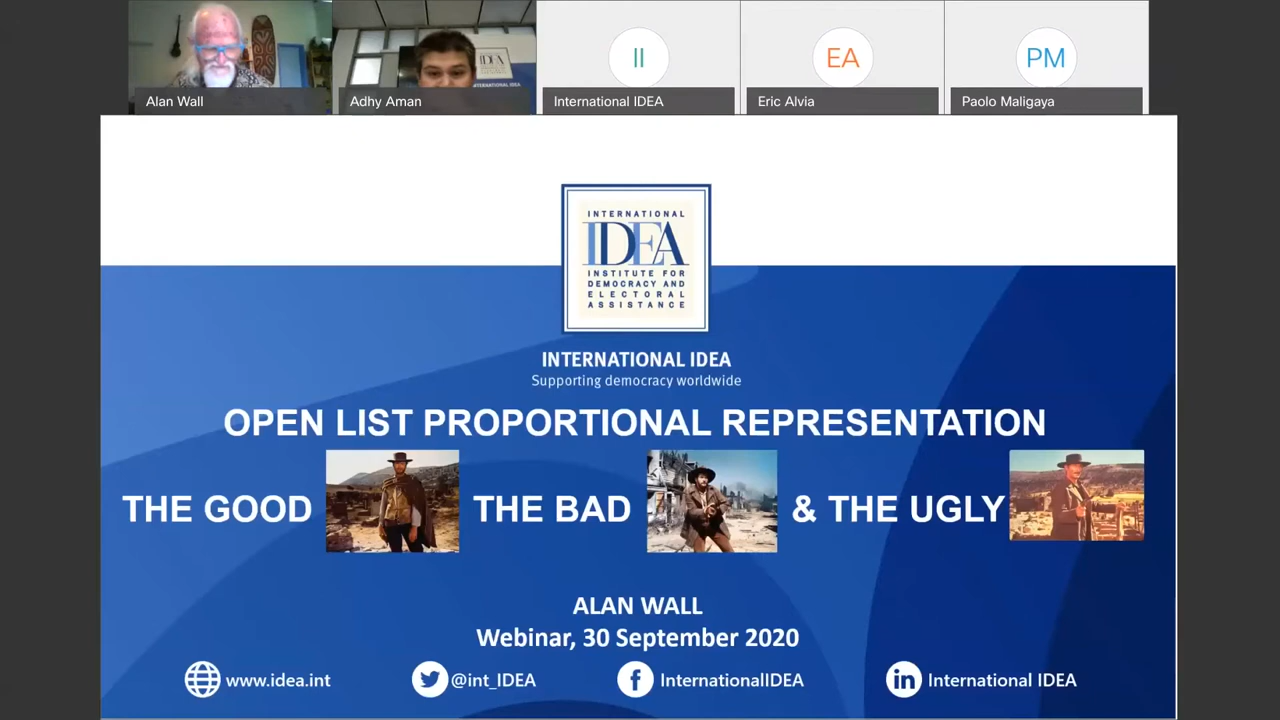 II
EA
PM
Alan Wall
Adhy Aman
International IDEA
Eric Alvia
Paolo Maligaya
IDEA
INTERNATIONAL
IDEA
INSTITUTE FOR
DEMOCRACY AND
ELECTORAL
ASSISTANCE
INTERNATIONAL IDEA
Supporting democracy worldwide
OPEN LIST PROPORTIONAL REPRESENTATION
THE GOOD THE BAD & THE UGLY
ALAN WALL
Webinar, 30 September 2020
www.idea.int @int_IDEA InternationalIDEA International IDEA